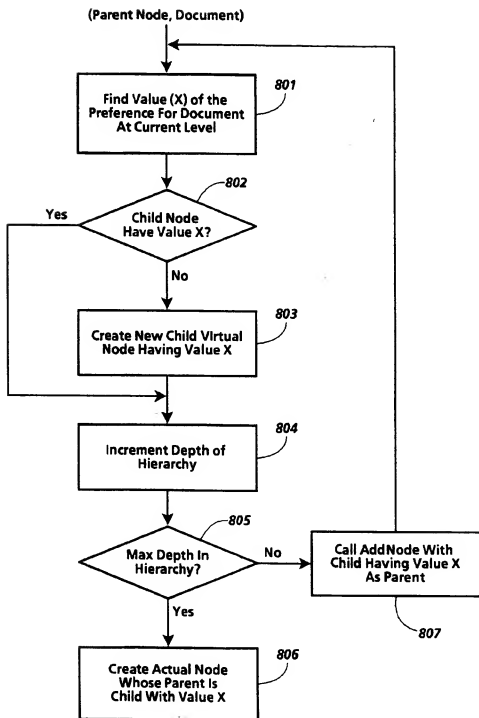 (Parent Node, Document)
801
Find Value (X) of the
Preference For Document
At Current Level
802
Yes
Child Node
Have Value X?
No
803
Create New Child Virtual
Node Having Value X
804
Increment Depth of
Hierarchy
805
Max Depth In
Hierarchy?
No
Call AddNode With
Child Having Value X
As Parent
807
Yes
806
Create Actual Node
Whose Parent Is
Child With Value X